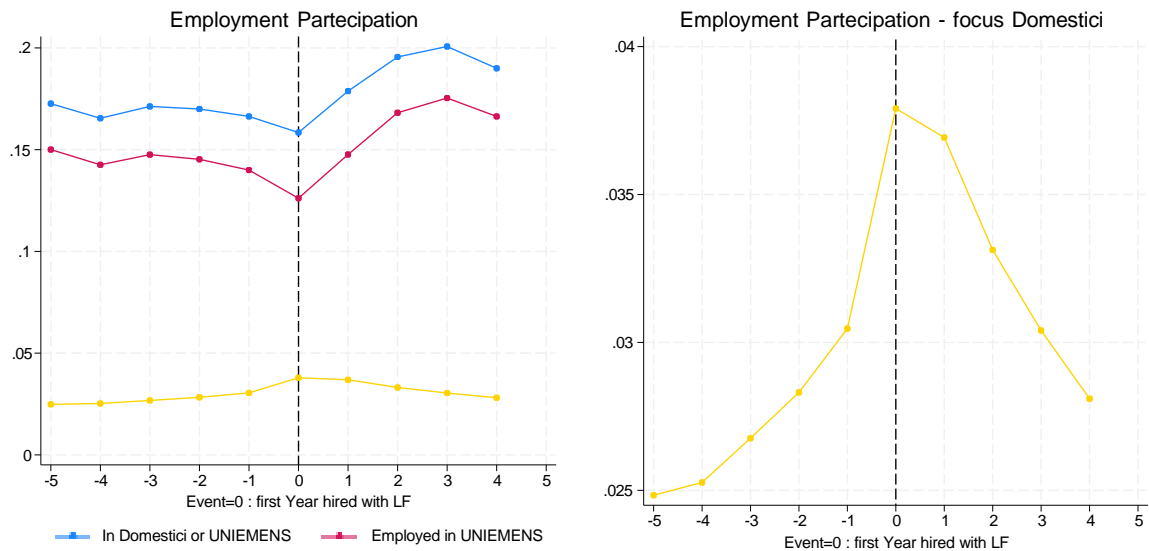 Employment Partecipation
.2
.15
.1
.05
0
-5 -4 -3 -2 -1 0 1 2 3 4 5
Event=0 : first Year hired with LF
In Domestici or UNIEMENS
Employed in UNIEMENS
Employment Partecipation - focus Domestici
.04
.035
.03
.025
-5 -4 -3 -2 -1 0 1 2 3 4 5
Event=0 : first Year hired with LF